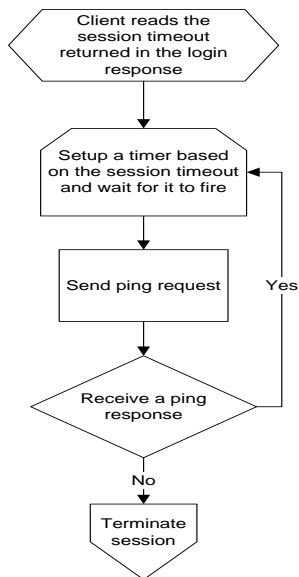 Client reads the
session timeout
returned in the login
response
Setup a timer based
on the session timeout
and wait for it to fire
Send ping request
Yes
Receive a ping
response
No
Terminate
session